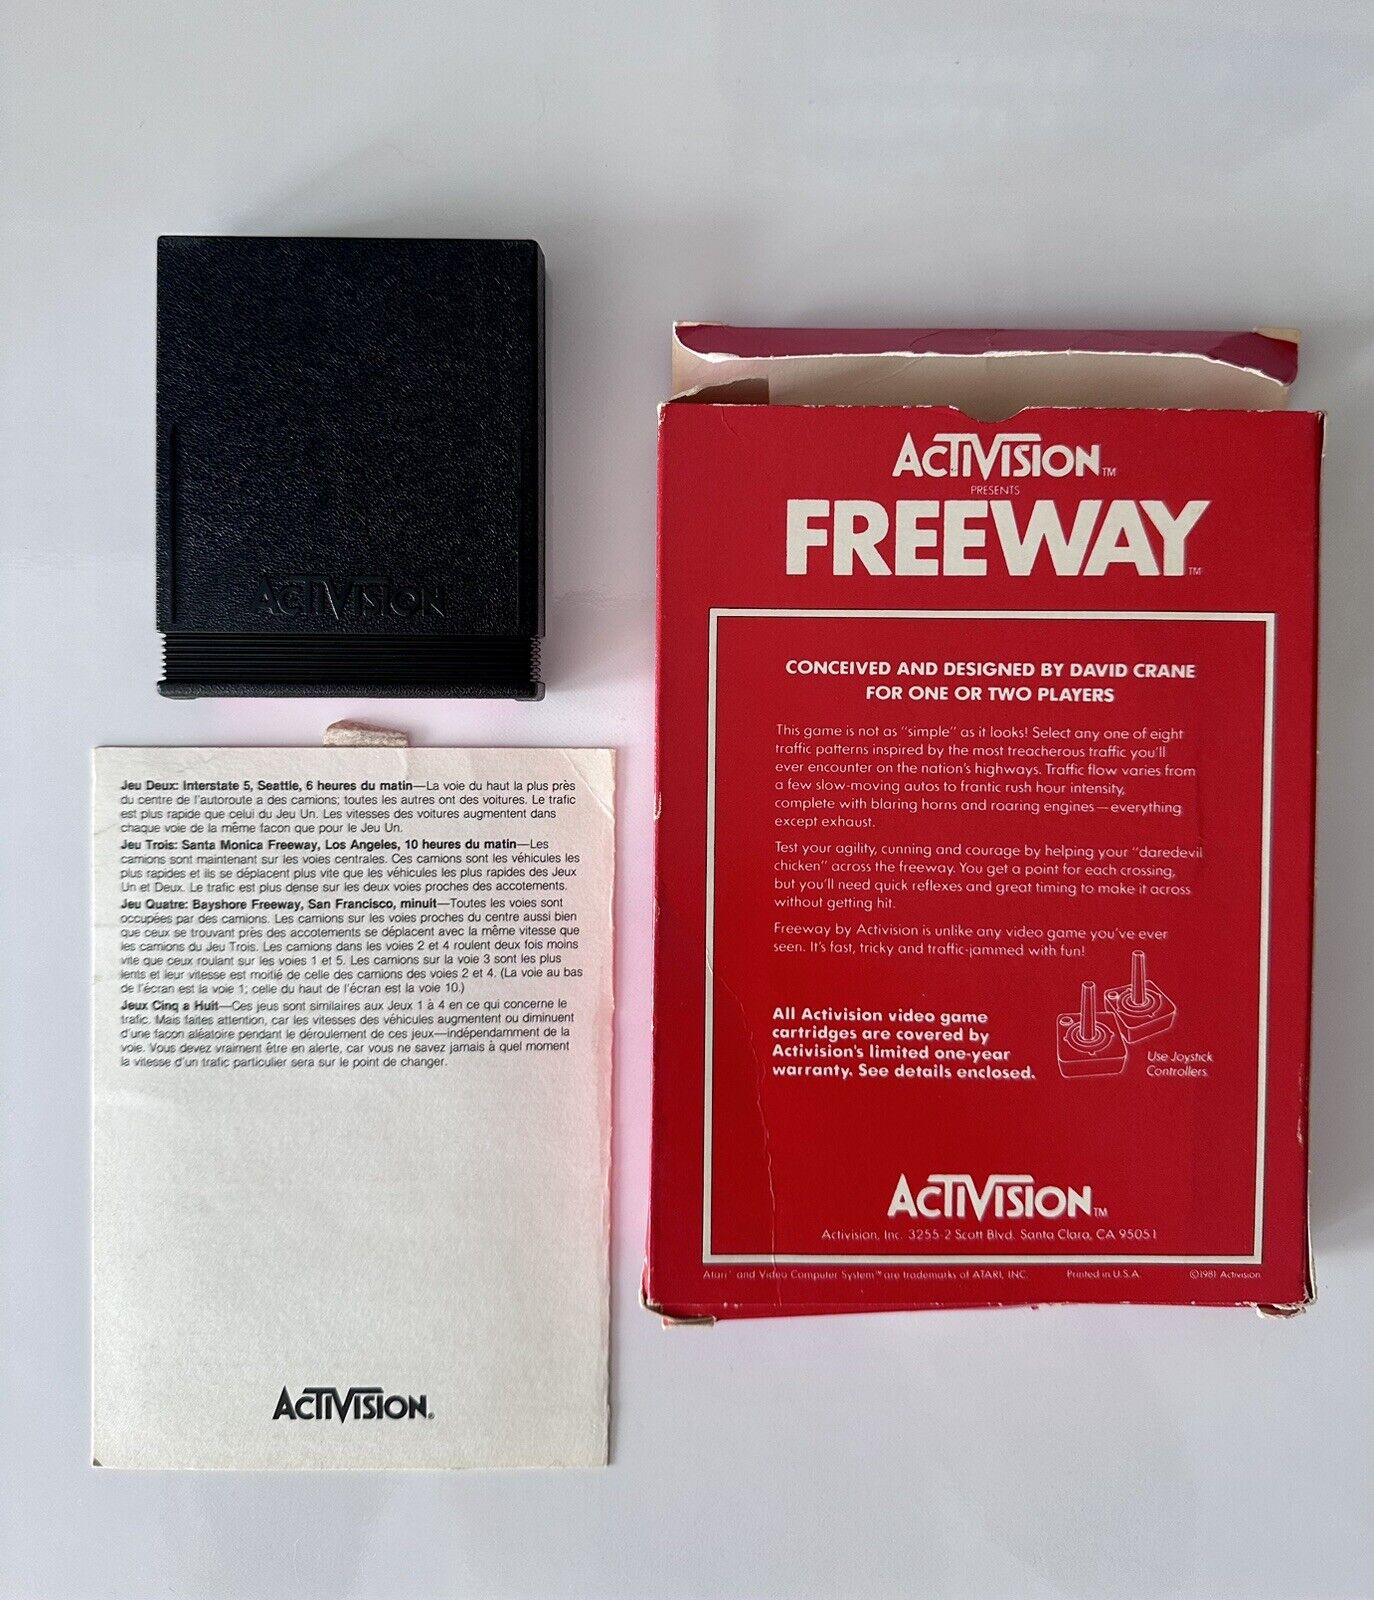 ACTIVISION
Jeu Deux: Interstate 5, Seattle, 6 heures du matin—La voie du haut la plus près
du centre de l'autoroute a des camions; toutes les autres ont des voitures. Le trafic
est plus rapide que celui du Jeu Un. Les vitesses des voitures augmentent dans
chaque voie de la même facon que pour le Jeu Un.
Jeu Trois: Santa Monica Freeway, Los Angeles, 10 heures du matin—Les
camions sont maintenant sur les voies centrales. Ces camions sont les véhicules les
plus rapides et ils se déplacent plus vite que les véhicules les plus rapides des Jeux
Un et Deux. Le trafic est plus dense sur les deux voies proches des accotements.
Jeu Quatre: Bayshore Freeway, San Francisco, minuit—Toutes les voies sont
occupées par des camions. Les camions sur les voies proches du centre aussi bien
que ceux se trouvant près des accotements se déplacent avec la même vitesse que
les camions du Jeu Trois. Les camions dans les voies 2 et 4 roulent deux fois moins
vite que ceux roulant sur les voies 1 et 5. Les camions sur la voie 3 sont les plus
lents et leur vitesse est moitié de celle des camions des voies 2 et 4. (La voie au bas
de l'écran est la voie 1; celle du haut de l'écran est la voie 10.)
Jeux Cinq a Huit—Ces jeus sont similaires aux Jeux 1 à 4 en ce qui concerne le
trafic. Mais faites attention, car les vitesses des véhicules augmentent ou diminuent
d'une facon aléatoire pendant le déroulement de ces jeux—indépendamment de la
voie. Vous devez vraiment être en alerte, car vous ne savez jamais à quel moment
la vitesse d'un trafic particulier sera sur le point de changer.
ACTIVISION®
ACTIVISION™
PRESENTS
FREEWAY™
CONCEIVED AND DESIGNED BY DAVID CRANE
FOR ONE OR TWO PLAYERS
This game is not as "simple" as it looks! Select any one of eight
traffic patterns inspired by the most treacherous traffic you'll
ever encounter on the nation's highways. Traffic flow varies from
a few slow-moving autos to frantic rush hour intensity,
complete with blaring horns and roaring engines—everything
except exhaust.
Test your agility, cunning and courage by helping your "daredevil
chicken" across the freeway. You get a point for each crossing,
but you'll need quick reflexes and great timing to make it across
without getting hit.
Freeway by Activision is unlike any video game you've ever
seen. It's fast, tricky and traffic-jammed with fun!
All Activision video game
cartridges are covered by
Activision's limited one-year
warranty. See details enclosed.
Use Joystick
Controllers.
ACTIVISION™
Activision, Inc. 3255-2 Scott Blvd. Santa Clara, CA 95051
Atari® and Video Computer System™ are trademarks of ATARI, INC. Printed in U.S.A. ©1981 Activision